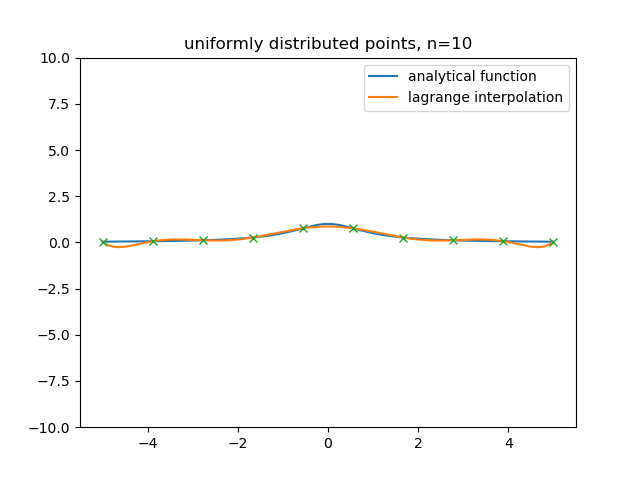 uniformly distributed points, n=10
analytical function
lagrange interpolation
10.0
7.5
5.0
2.5
0.0
−2.5
−5.0
−7.5
−10.0
−4 −2 0 2 4